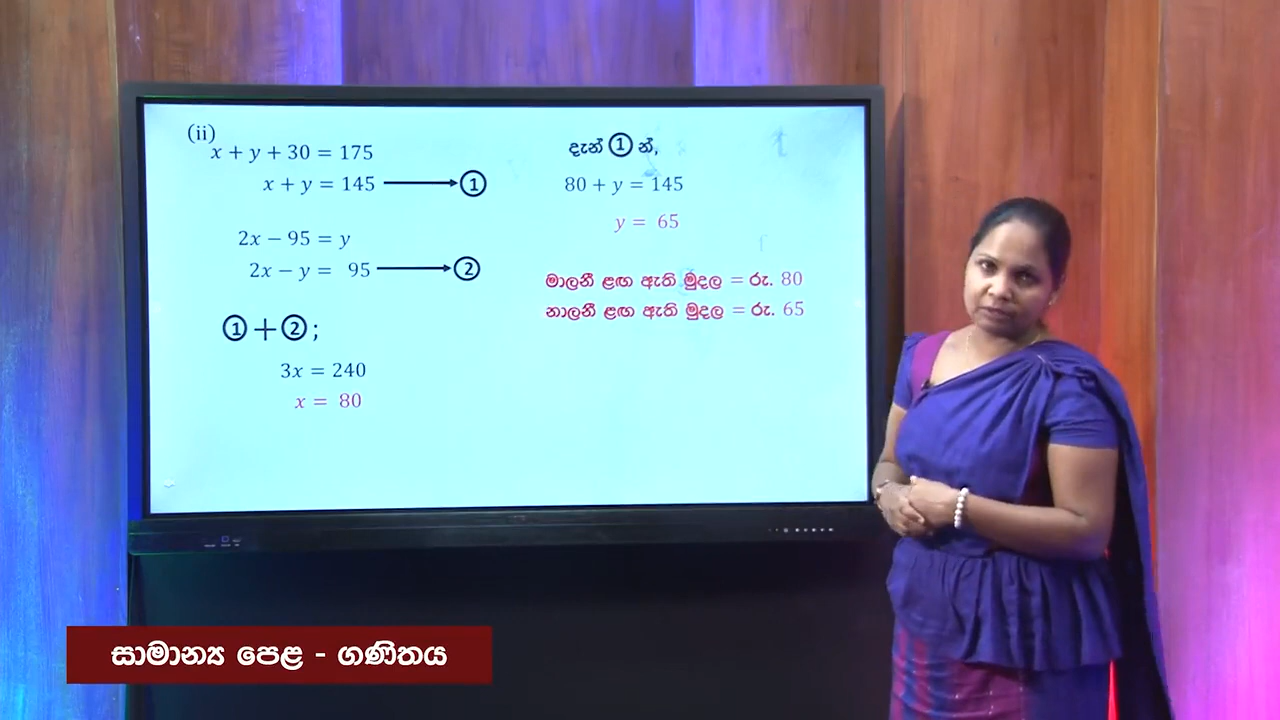 (ii)
x + y + 30 = 175
x + y = 145 ⟶ ①
2x − 95 = y
2x − y = 95 ⟶ ②
① + ② ;
3x = 240
x = 80
දැන් ① න්,
80 + y = 145
y = 65
මාලනී ළඟ ඇති මුදල = රු. 80
නාලනී ළඟ ඇති මුදල = රු. 65
සාමාන්‍ය පෙළ - ගණිතය